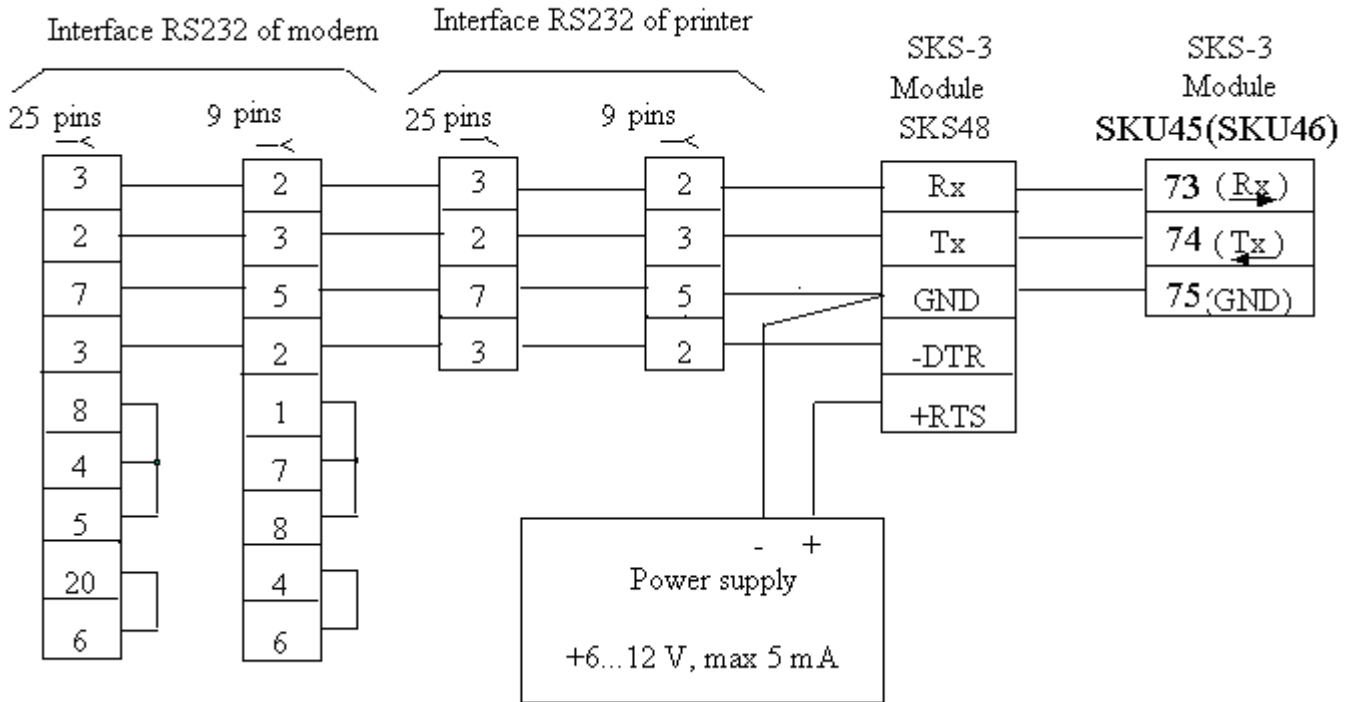 Interface RS232 of modem
Interface RS232 of printer
SKS-3
Module
SKS48
SKS-3
Module
SKU45(SKU46)
25 pins
9 pins
25 pins
9 pins
3 2 3 2 Rx 73 (Rx)
2 3 2 3 Tx 74 (Tx)
7 5 7 5 GND 75(GND)
3 2 3 2 -DTR
8 1 +RTS
4 7
5 8
20 4
6 6
- +
Power supply
+6...12 V, max 5 mA